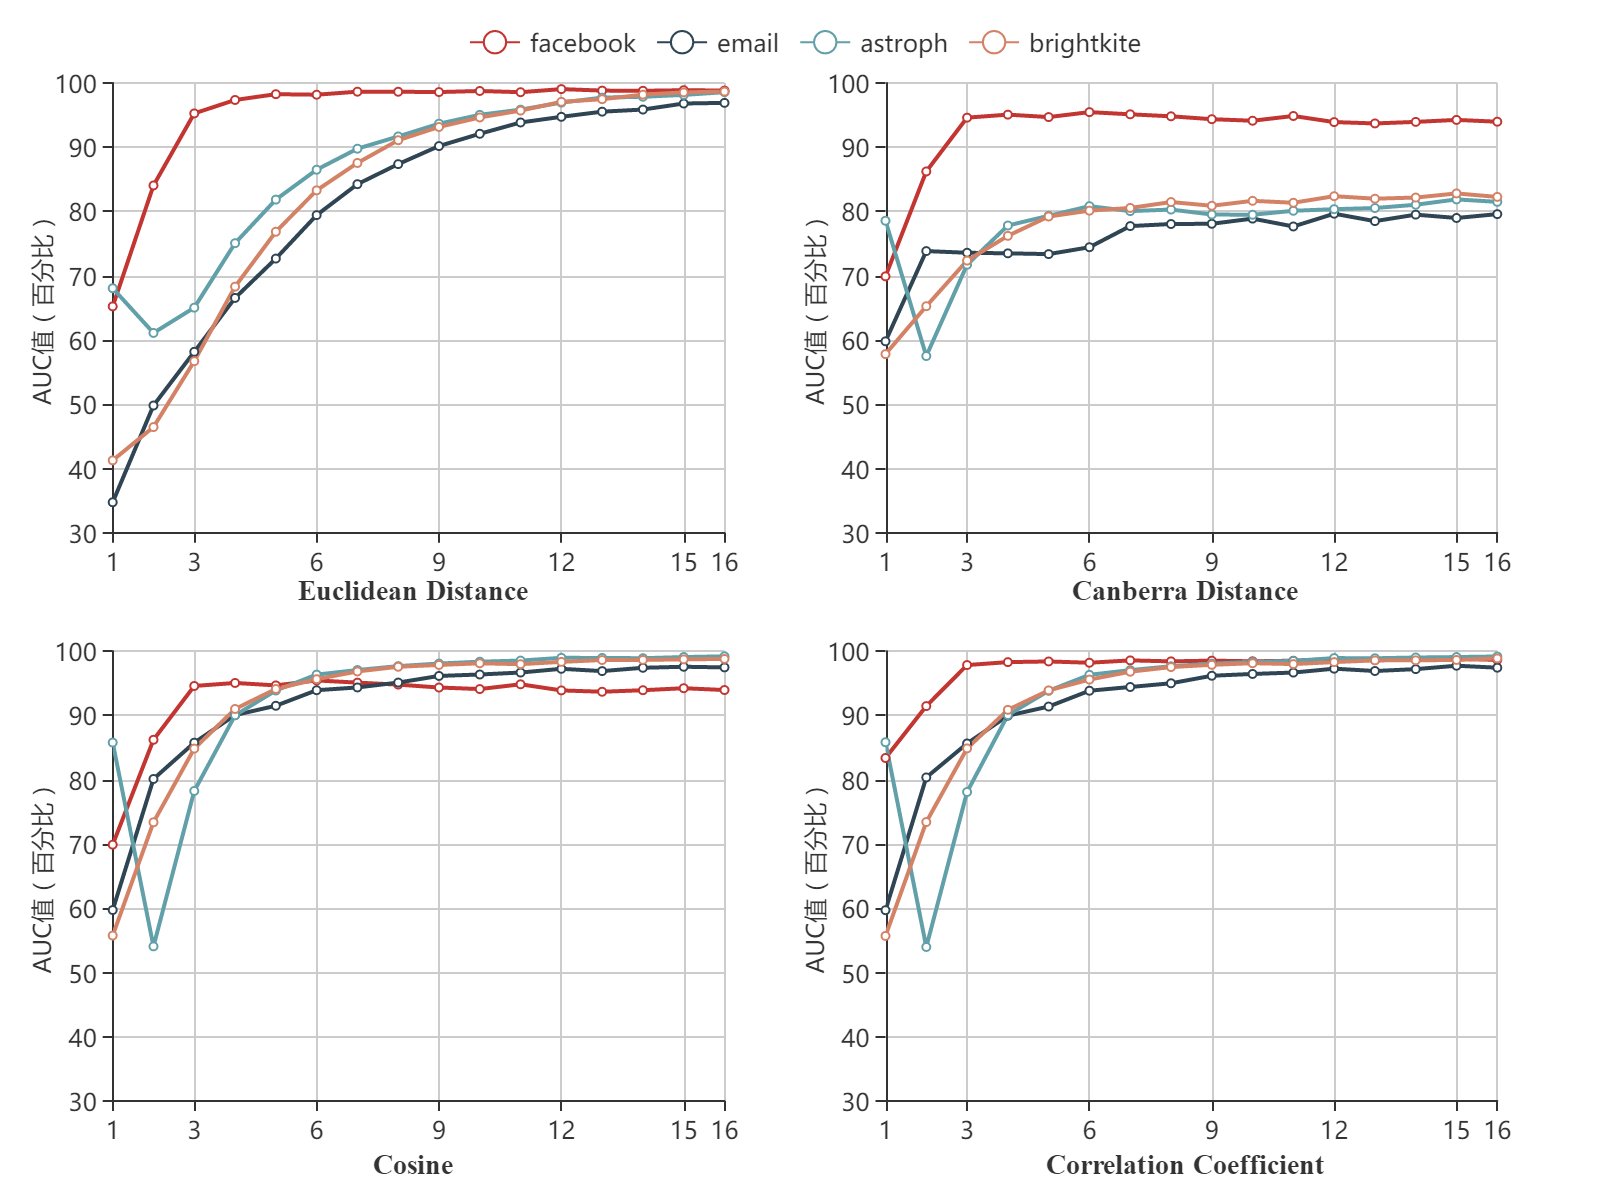 facebook email astroph brightkite
100
90
80
70
60
50
40
30
AUC值（百分比）
1 3 6 9 12 15 16
Euclidean Distance
100
90
80
70
60
50
40
30
AUC值（百分比）
1 3 6 9 12 15 16
Canberra Distance
100
90
80
70
60
50
40
30
AUC值（百分比）
1 3 6 9 12 15 16
Cosine
100
90
80
70
60
50
40
30
AUC值（百分比）
1 3 6 9 12 15 16
Correlation Coefficient